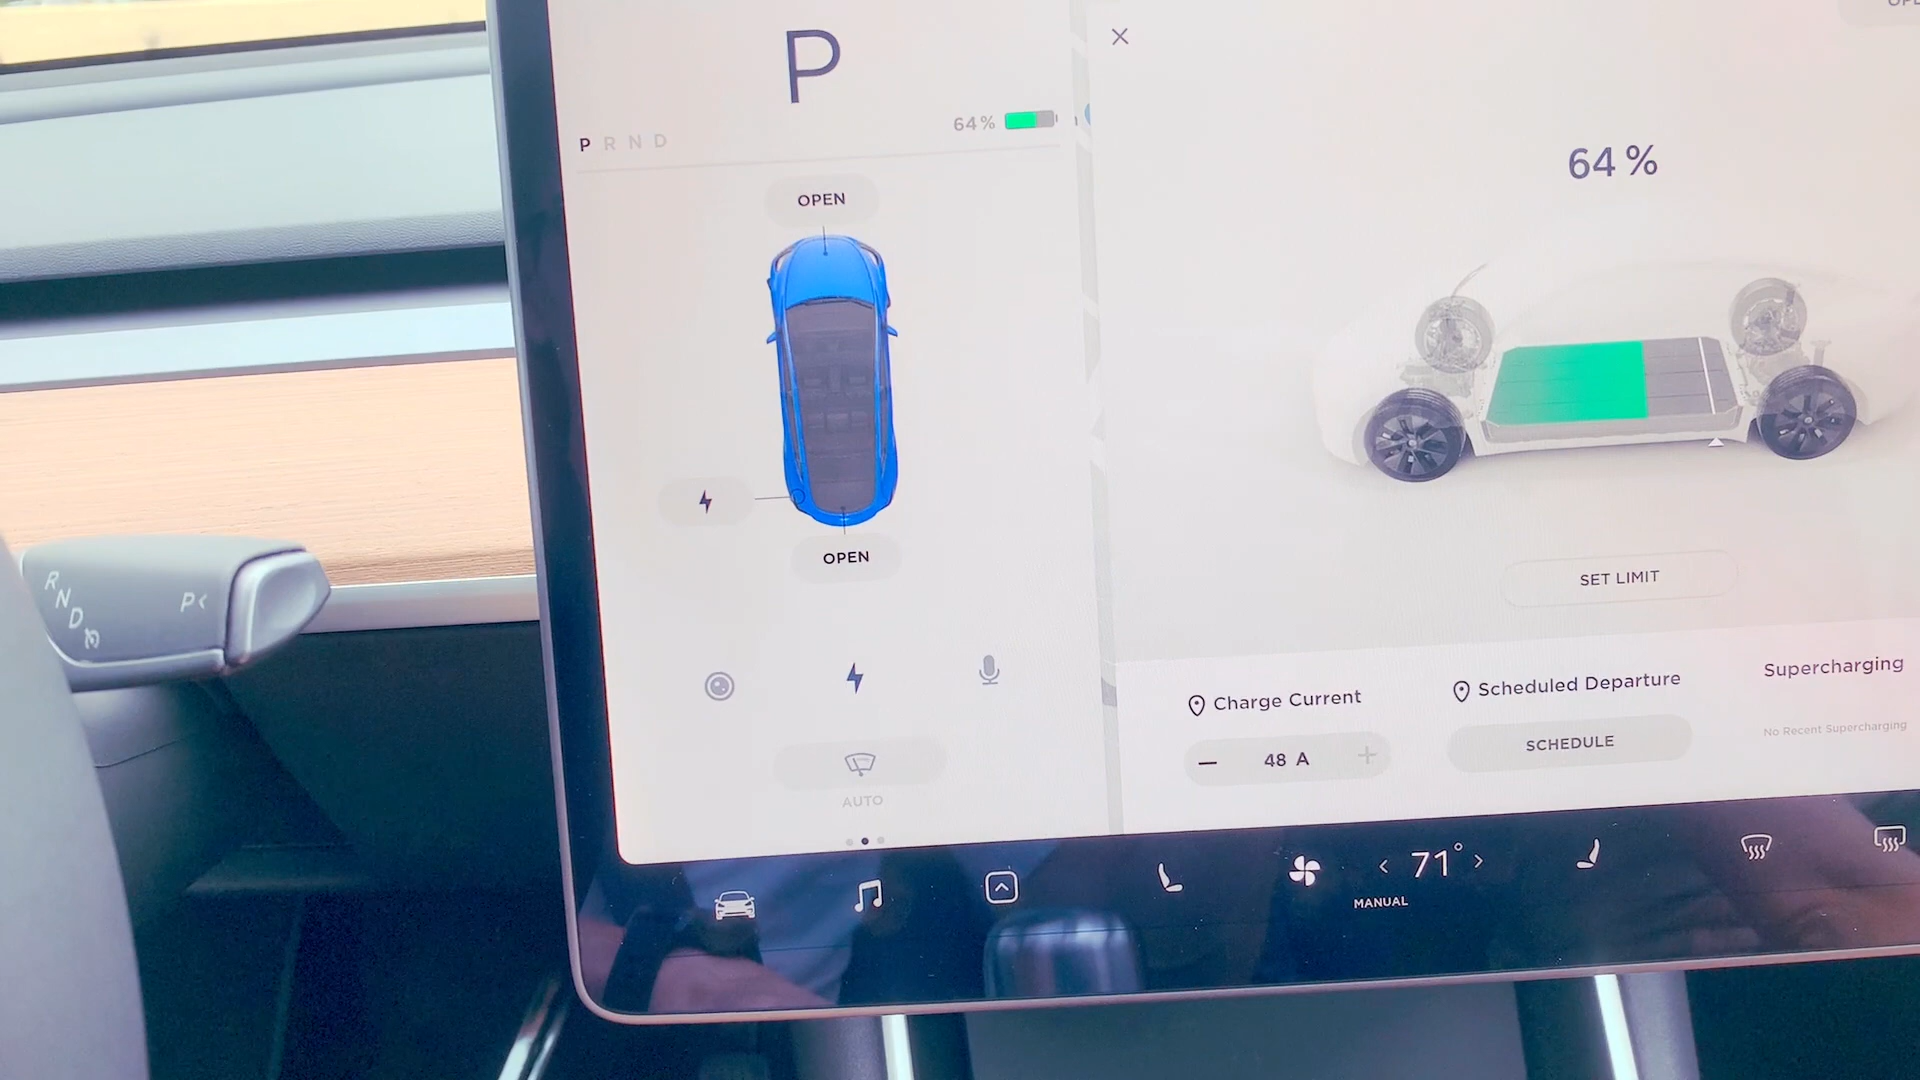 P
64%
P R N D
OPEN
OPEN
AUTO
64 %
SET LIMIT
Charge Current
48 A
Scheduled Departure
SCHEDULE
Supercharging
No Recent Supercharging
71°
MANUAL
R
N
D
P